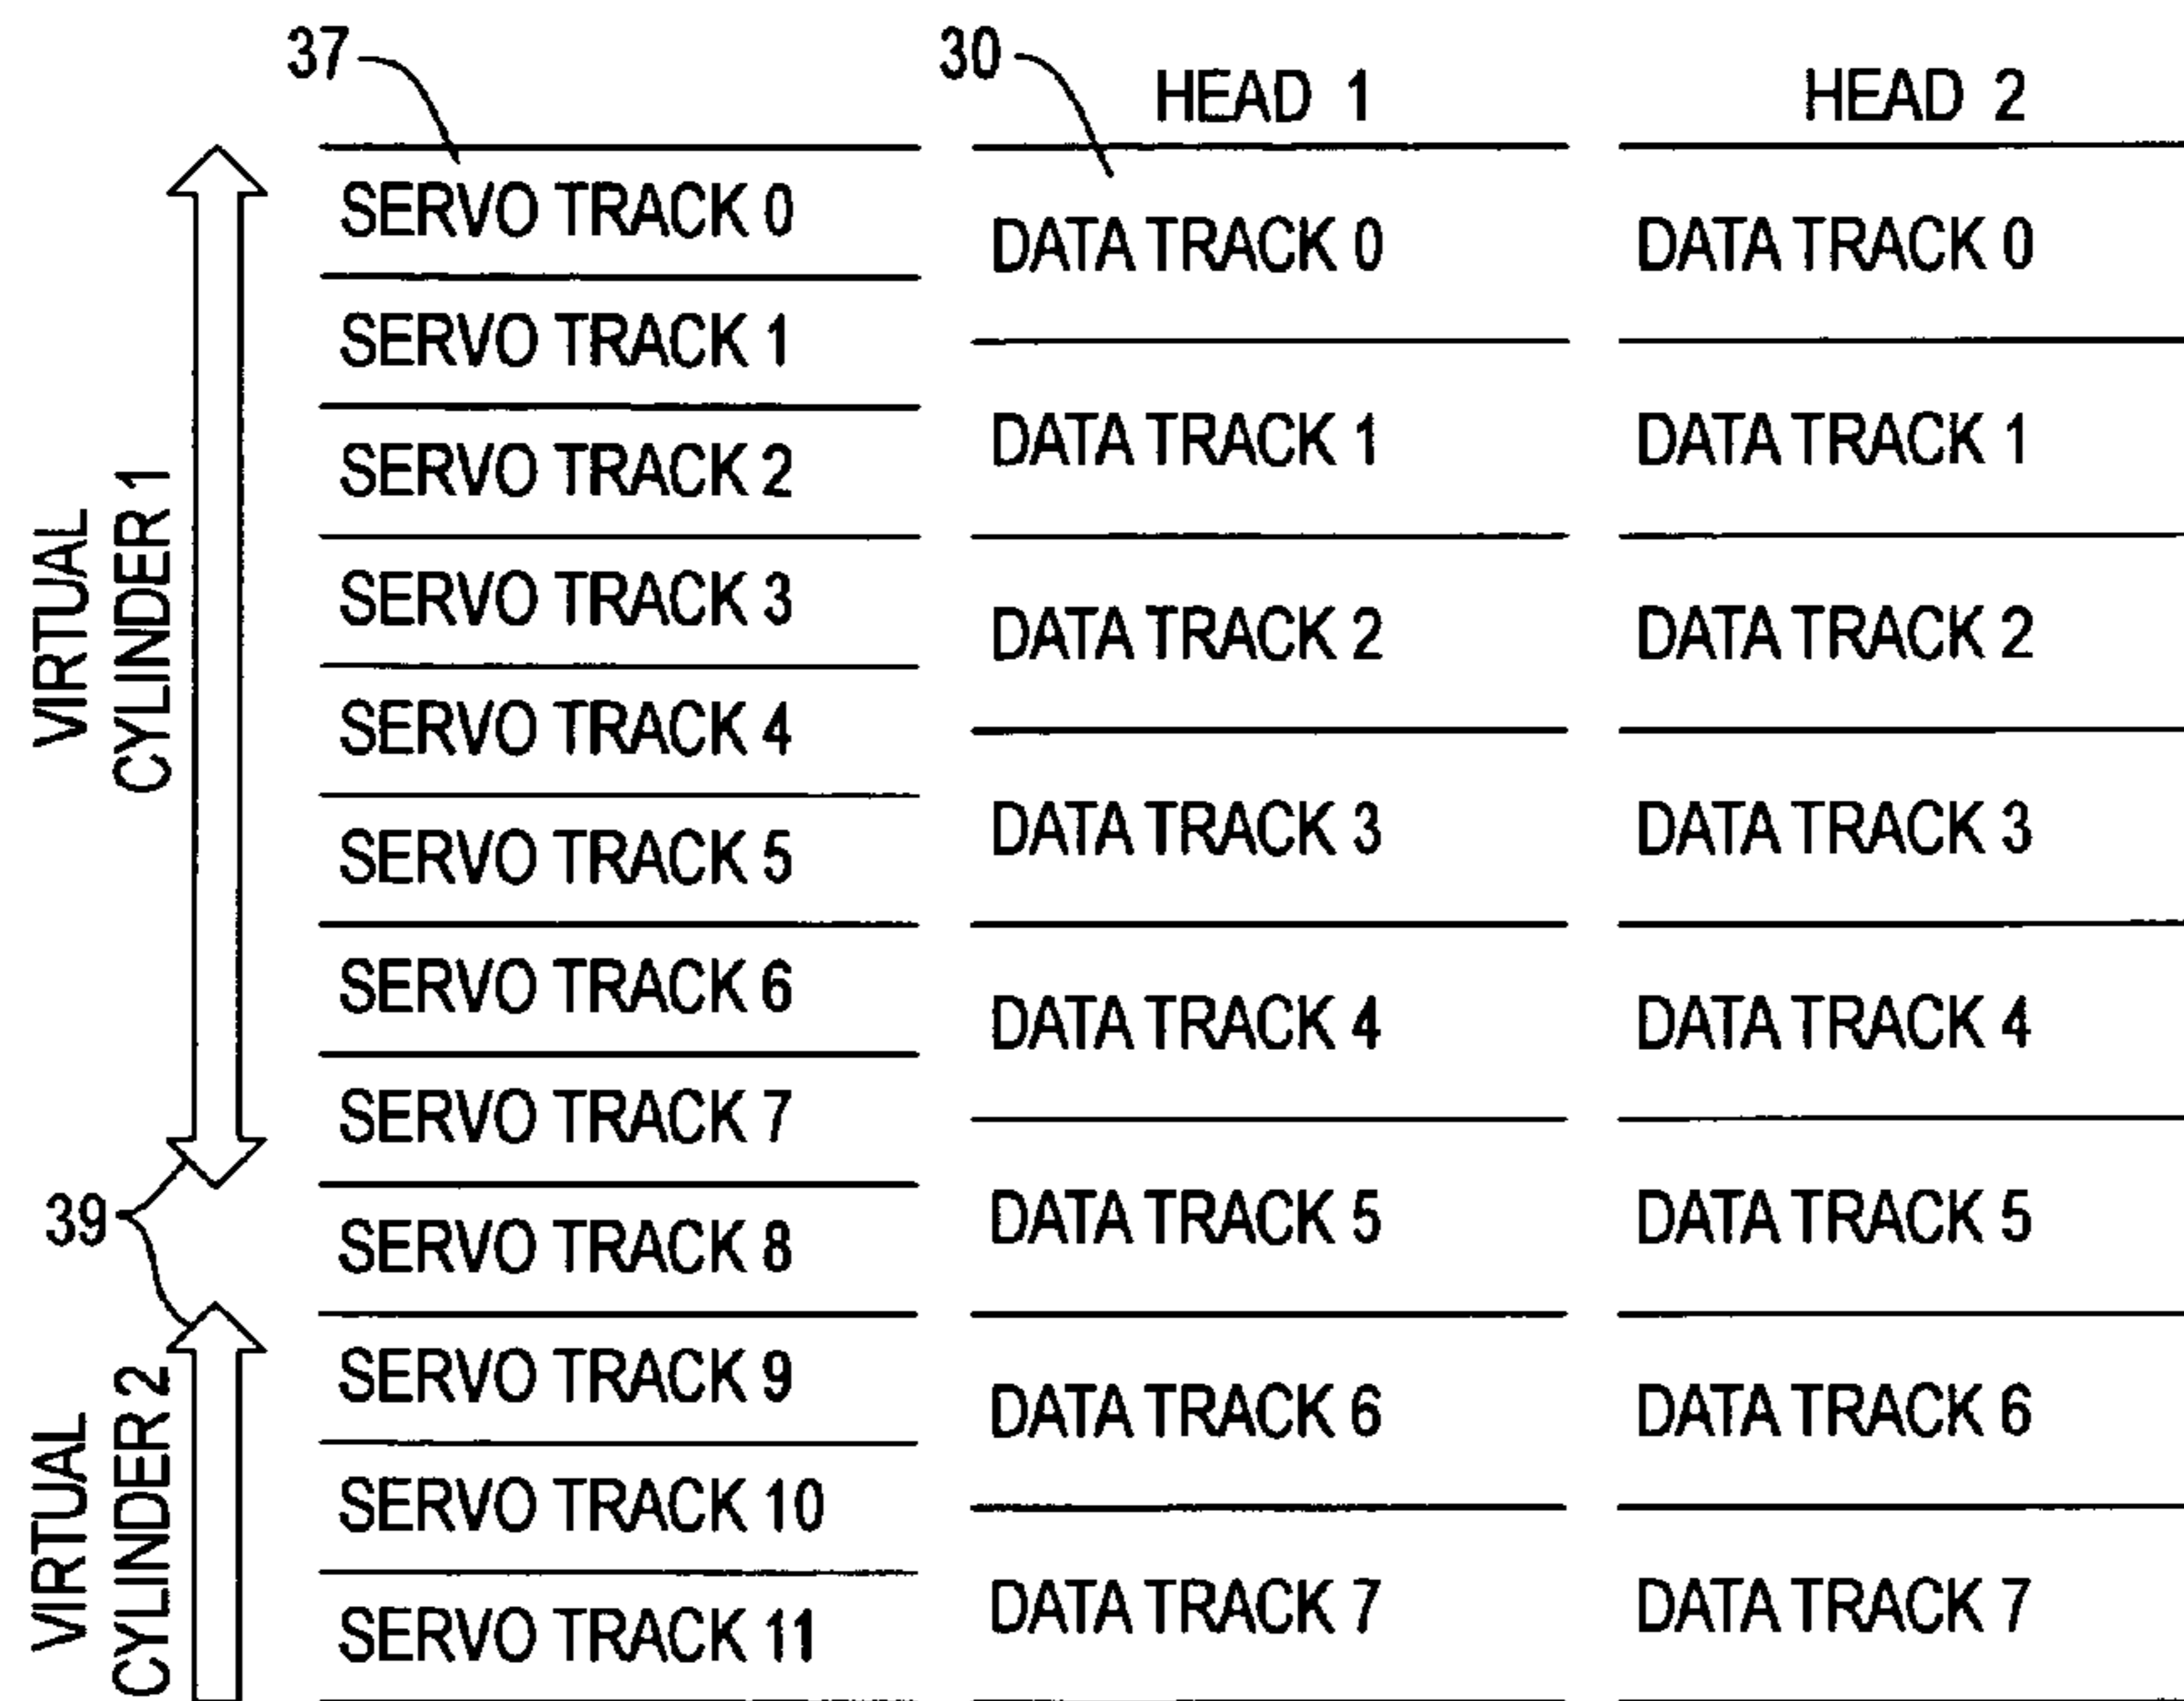 37
30
HEAD 1
HEAD 2
SERVO TRACK 0
SERVO TRACK 1
SERVO TRACK 2
SERVO TRACK 3
SERVO TRACK 4
SERVO TRACK 5
SERVO TRACK 6
SERVO TRACK 7
SERVO TRACK 8
SERVO TRACK 9
SERVO TRACK 10
SERVO TRACK 11
DATA TRACK 0
DATA TRACK 1
DATA TRACK 2
DATA TRACK 3
DATA TRACK 4
DATA TRACK 5
DATA TRACK 6
DATA TRACK 7
DATA TRACK 0
DATA TRACK 1
DATA TRACK 2
DATA TRACK 3
DATA TRACK 4
DATA TRACK 5
DATA TRACK 6
DATA TRACK 7
VIRTUAL
CYLINDER 1
39
VIRTUAL
CYLINDER 2